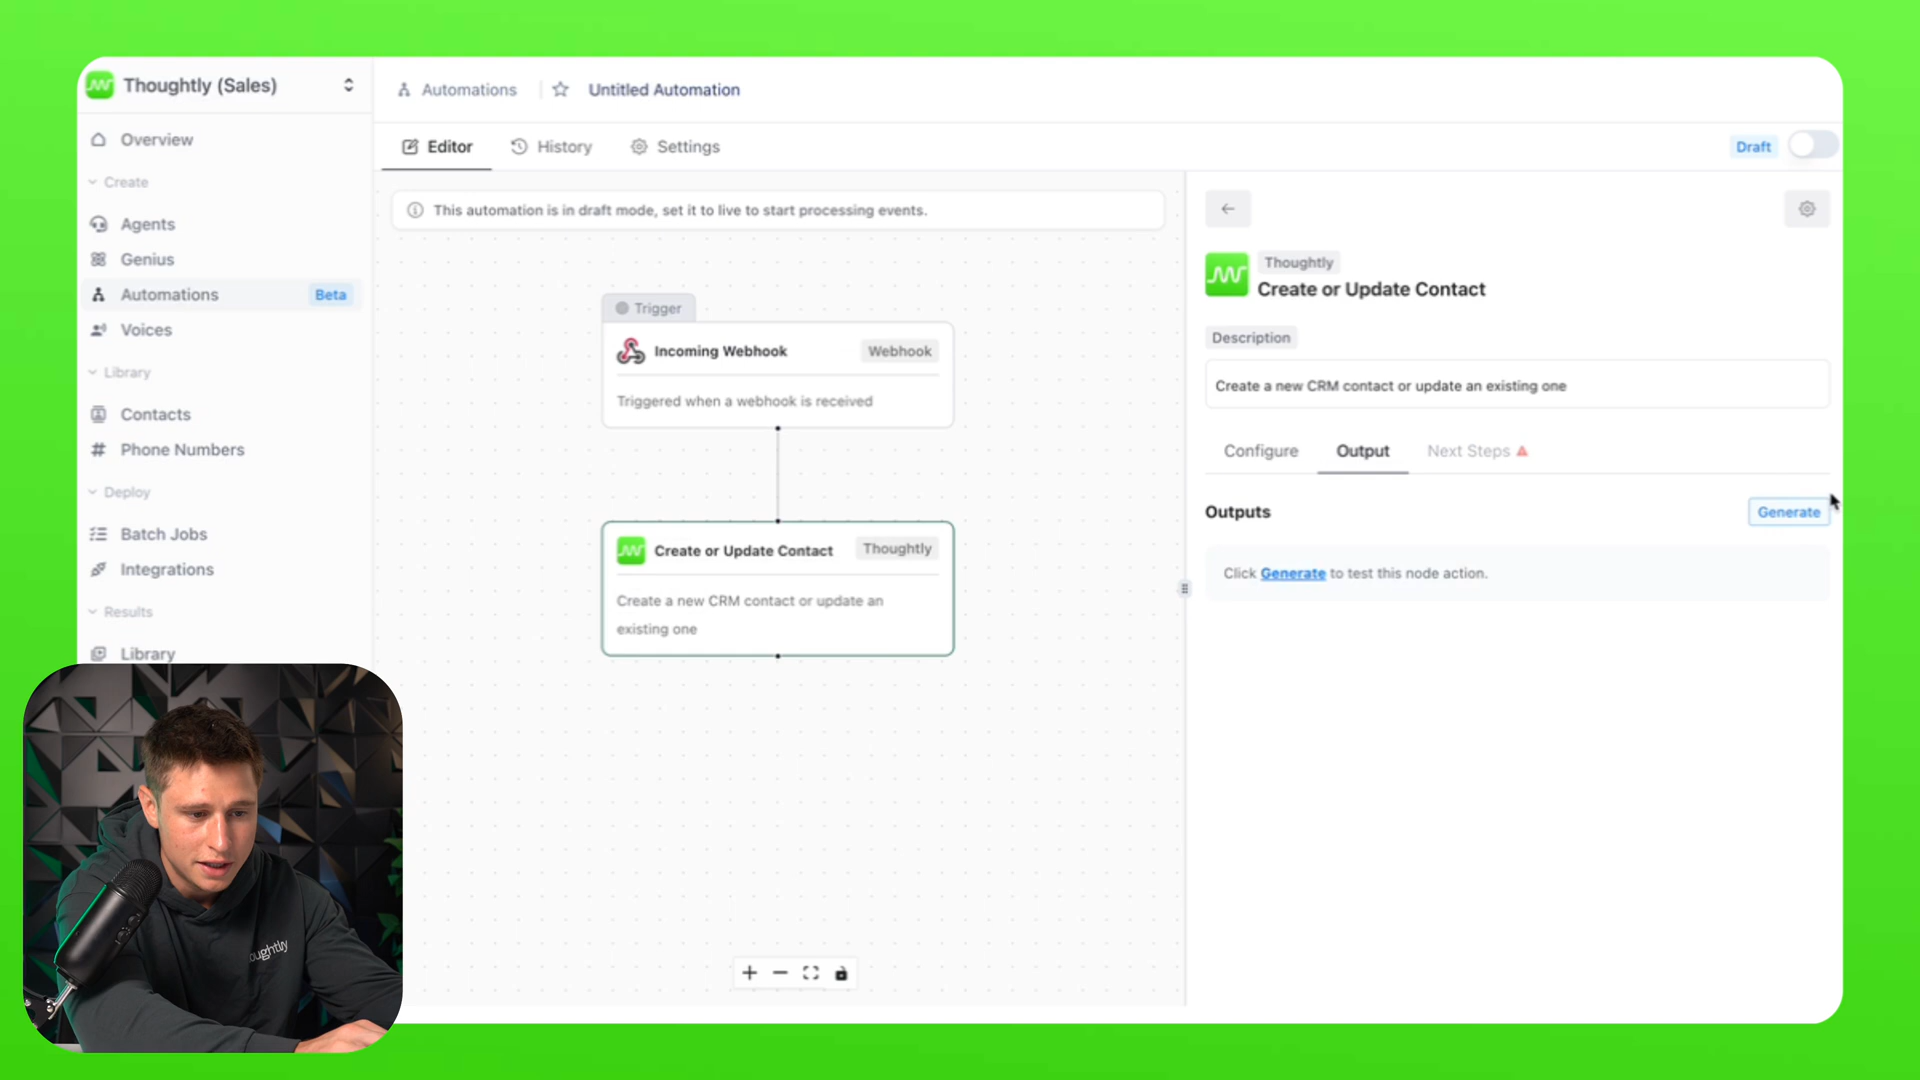 Thoughtly (Sales)
Overview
Create
Agents
Genius
Automations Beta
Voices
Library
Contacts
Phone Numbers
Deploy
Batch Jobs
Integrations
Results
Library
Automations Untitled Automation
Editor History Settings
Draft
This automation is in draft mode, set it to live to start processing events.
Trigger
Incoming Webhook Webhook
Triggered when a webhook is received
Create or Update Contact Thoughtly
Create a new CRM contact or update an
existing one
Thoughtly
Create or Update Contact
Description
Create a new CRM contact or update an existing one
Configure Output Next Steps
Outputs Generate
Click Generate to test this node action.
oughtly